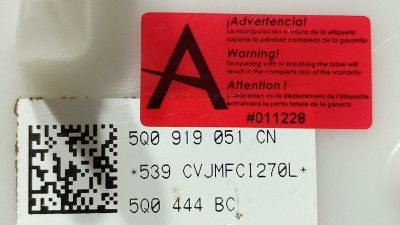 ¡Advertencia!
La manipulación o rotura de la etiqueta
supone la pérdida completa de la garantía
Warning!
Tampering with or breaking the label will
result in the complete loss of the warranty
Attention !
L'altération ou le déchirement de l'étiquette
entraînera la perte totale de la garanti
#011228
A
5Q0 919 051 CN
*539 CVJMFCI270L*
5Q0 444 BC